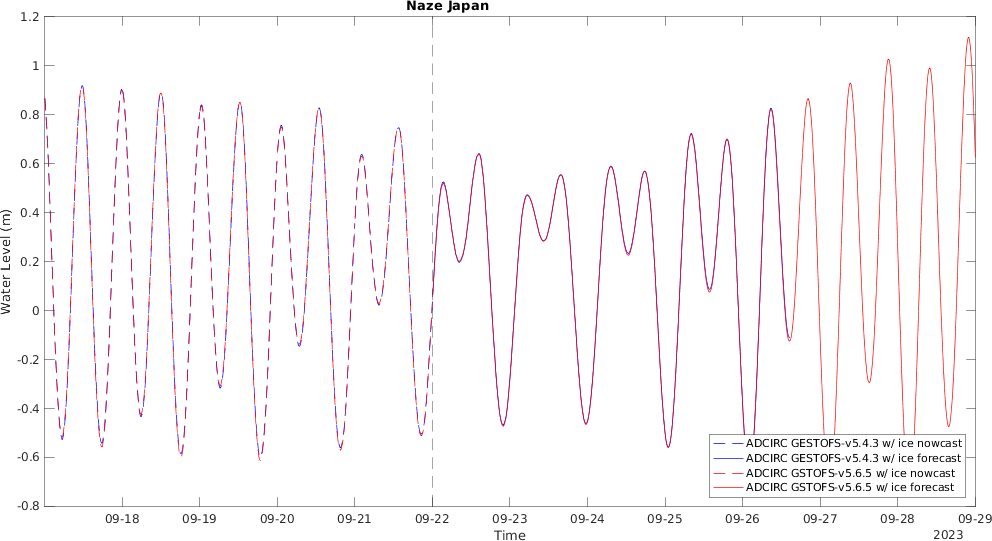 Naze Japan
1.2
1
0.8
0.6
0.4
0.2
0
-0.2
-0.4
-0.6
-0.8
Water Level (m)
ADCIRC GESTOFS-v5.4.3 w/ ice nowcast
ADCIRC GESTOFS-v5.4.3 w/ ice forecast
ADCIRC GSTOFS-v5.6.5 w/ ice nowcast
ADCIRC GSTOFS-v5.6.5 w/ ice forecast
09-18 09-19 09-20 09-21 09-22 09-23 09-24 09-25 09-26 09-27 09-28 09-29
Time
2023